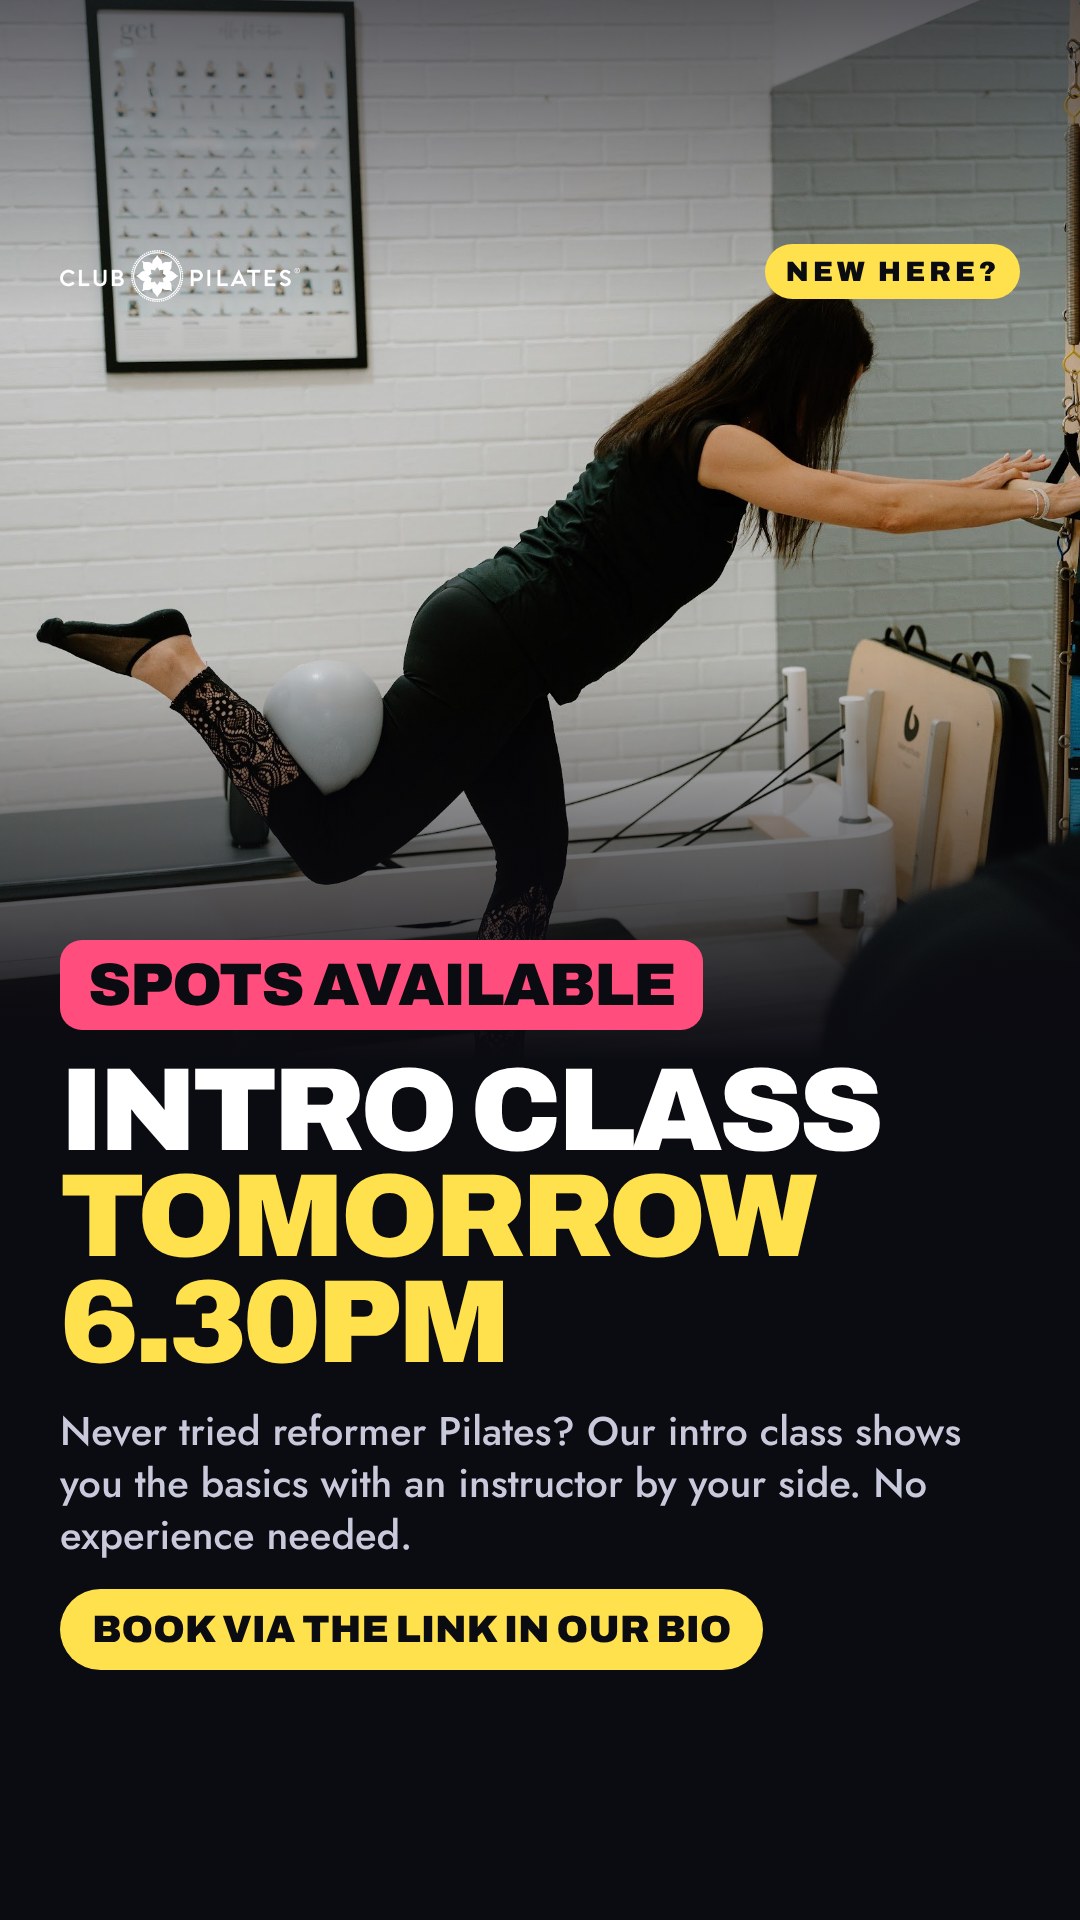 get
CLUB PILATES®
NEW HERE?
SPOTS AVAILABLE
INTRO CLASS
TOMORROW
6.30PM
Never tried reformer Pilates? Our intro class shows
you the basics with an instructor by your side. No
experience needed.
BOOK VIA THE LINK IN OUR BIO